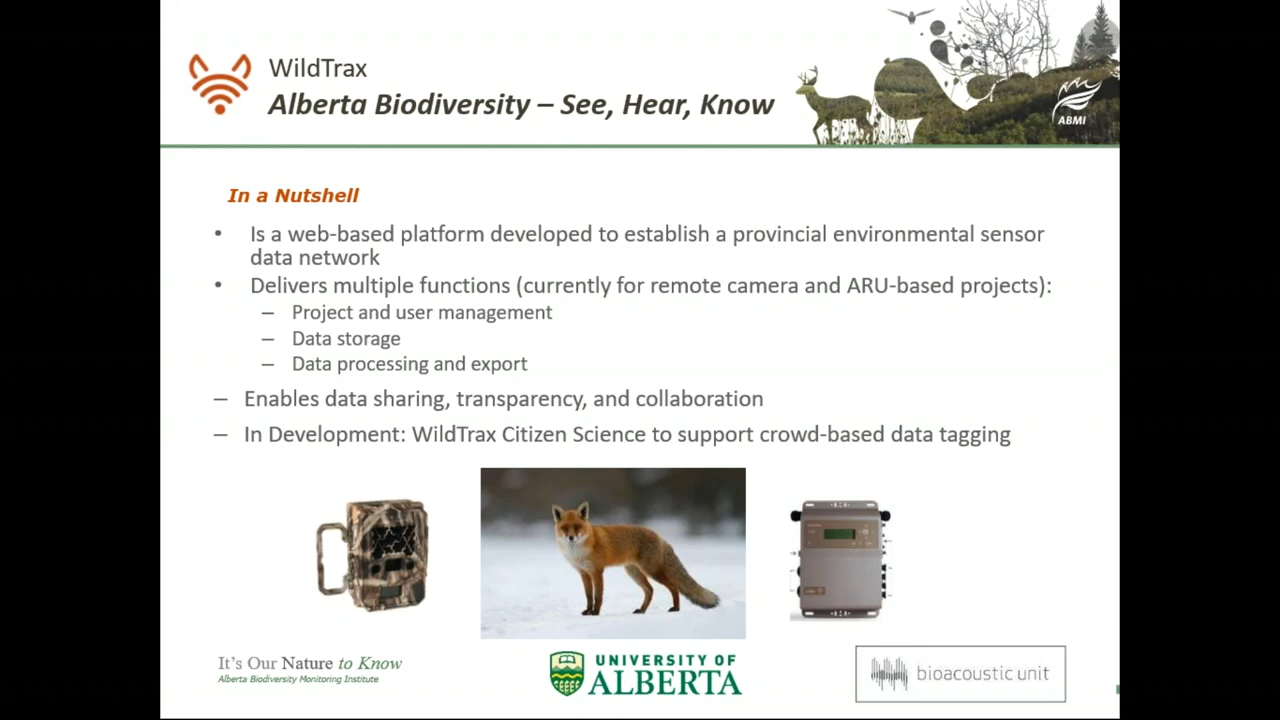 WildTrax
Alberta Biodiversity – See, Hear, Know
ABMI
In a Nutshell
• Is a web-based platform developed to establish a provincial environmental sensor
data network
• Delivers multiple functions (currently for remote camera and ARU-based projects):
– Project and user management
– Data storage
– Data processing and export
– Enables data sharing, transparency, and collaboration
– In Development: WildTrax Citizen Science to support crowd-based data tagging
It's Our Nature to Know
Alberta Biodiversity Monitoring Institute
UNIVERSITY OF
ALBERTA
bioacoustic unit